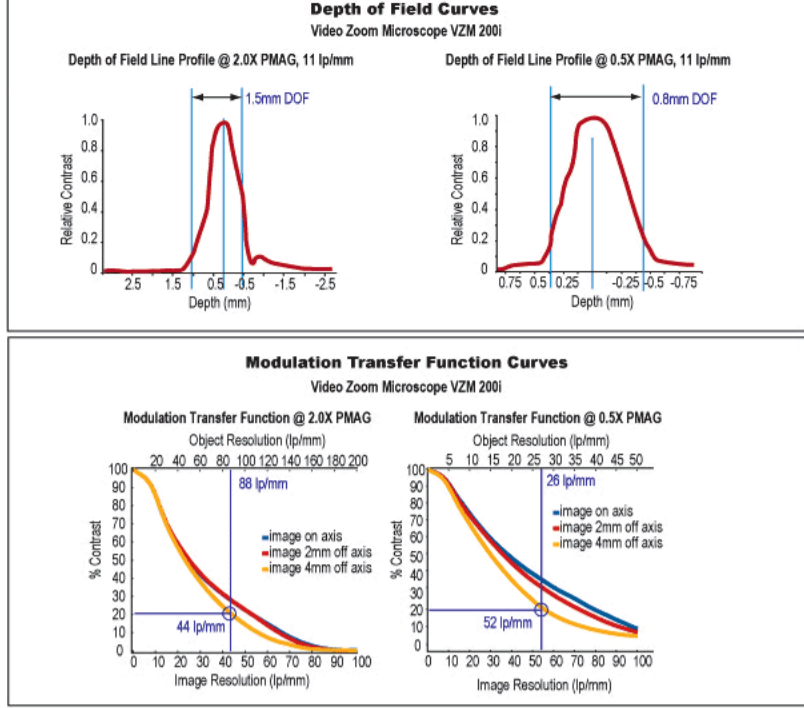 Depth of Field Curves
Video Zoom Microscope VZM 200i
Depth of Field Line Profile @ 2.0X PMAG, 11 lp/mm
1.5mm DOF
1.0
0.8
0.6
0.4
0.2
0
Relative Contrast
2.5 1.5 0.5 -0.5 -1.5 -2.5
Depth (mm)
Depth of Field Line Profile @ 0.5X PMAG, 11 lp/mm
0.8mm DOF
1.0
0.8
0.6
0.4
0.2
0
Relative Contrast
0.75 0.5 0.25 -0.25 -0.5 -0.75
Depth (mm)
Modulation Transfer Function Curves
Video Zoom Microscope VZM 200i
Modulation Transfer Function @ 2.0X PMAG
Object Resolution (lp/mm)
20 40 60 80 100 120 140 160 180 200
88 lp/mm
100
90
80
70
60
50
40
30
20
10
0
% Contrast
image on axis
image 2mm off axis
image 4mm off axis
44 lp/mm
0 10 20 30 40 50 60 70 80 90 100
Image Resolution (lp/mm)
Modulation Transfer Function @ 0.5X PMAG
Object Resolution (lp/mm)
5 10 15 20 25 30 35 40 45 50
26 lp/mm
100
90
80
70
60
50
40
30
20
10
0
% Contrast
image on axis
image 2mm off axis
image 4mm off axis
52 lp/mm
0 10 20 30 40 50 60 70 80 90 100
Image Resolution (lp/mm)